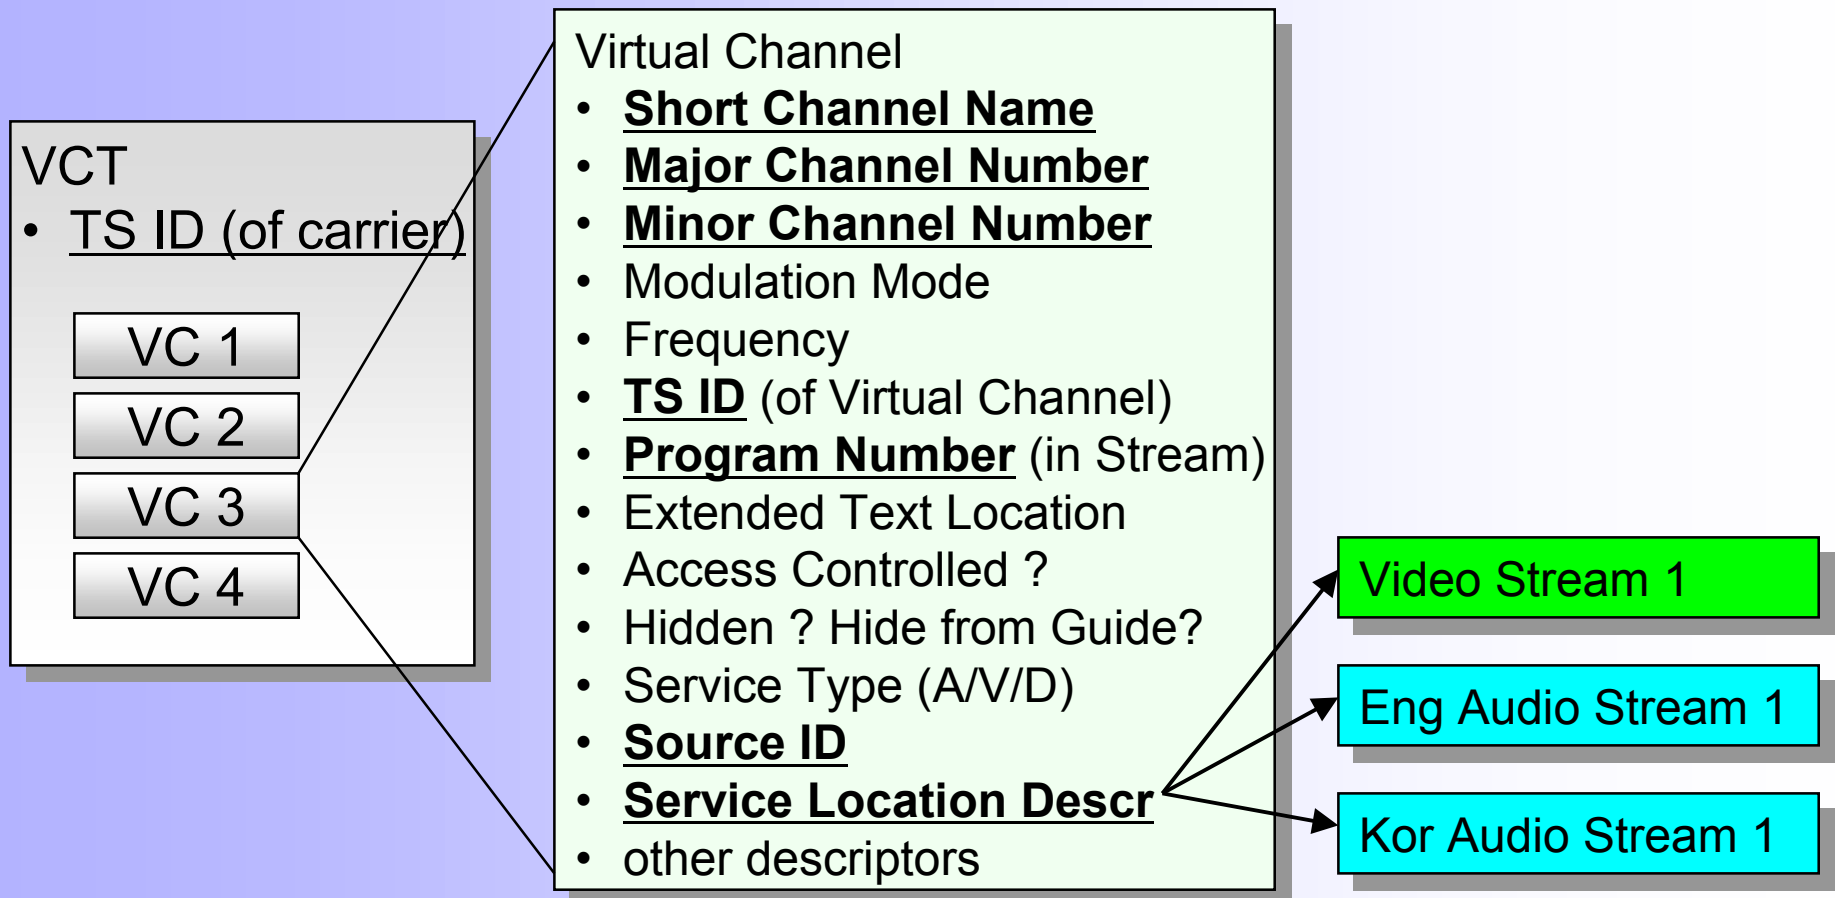 VCT
• TS ID (of carrier)
VC 1
VC 2
VC 3
VC 4
Virtual Channel
• Short Channel Name
• Major Channel Number
• Minor Channel Number
• Modulation Mode
• Frequency
• TS ID (of Virtual Channel)
• Program Number (in Stream)
• Extended Text Location
• Access Controlled ?
• Hidden ? Hide from Guide?
• Service Type (A/V/D)
• Source ID
• Service Location Descr
• other descriptors
Video Stream 1
Eng Audio Stream 1
Kor Audio Stream 1